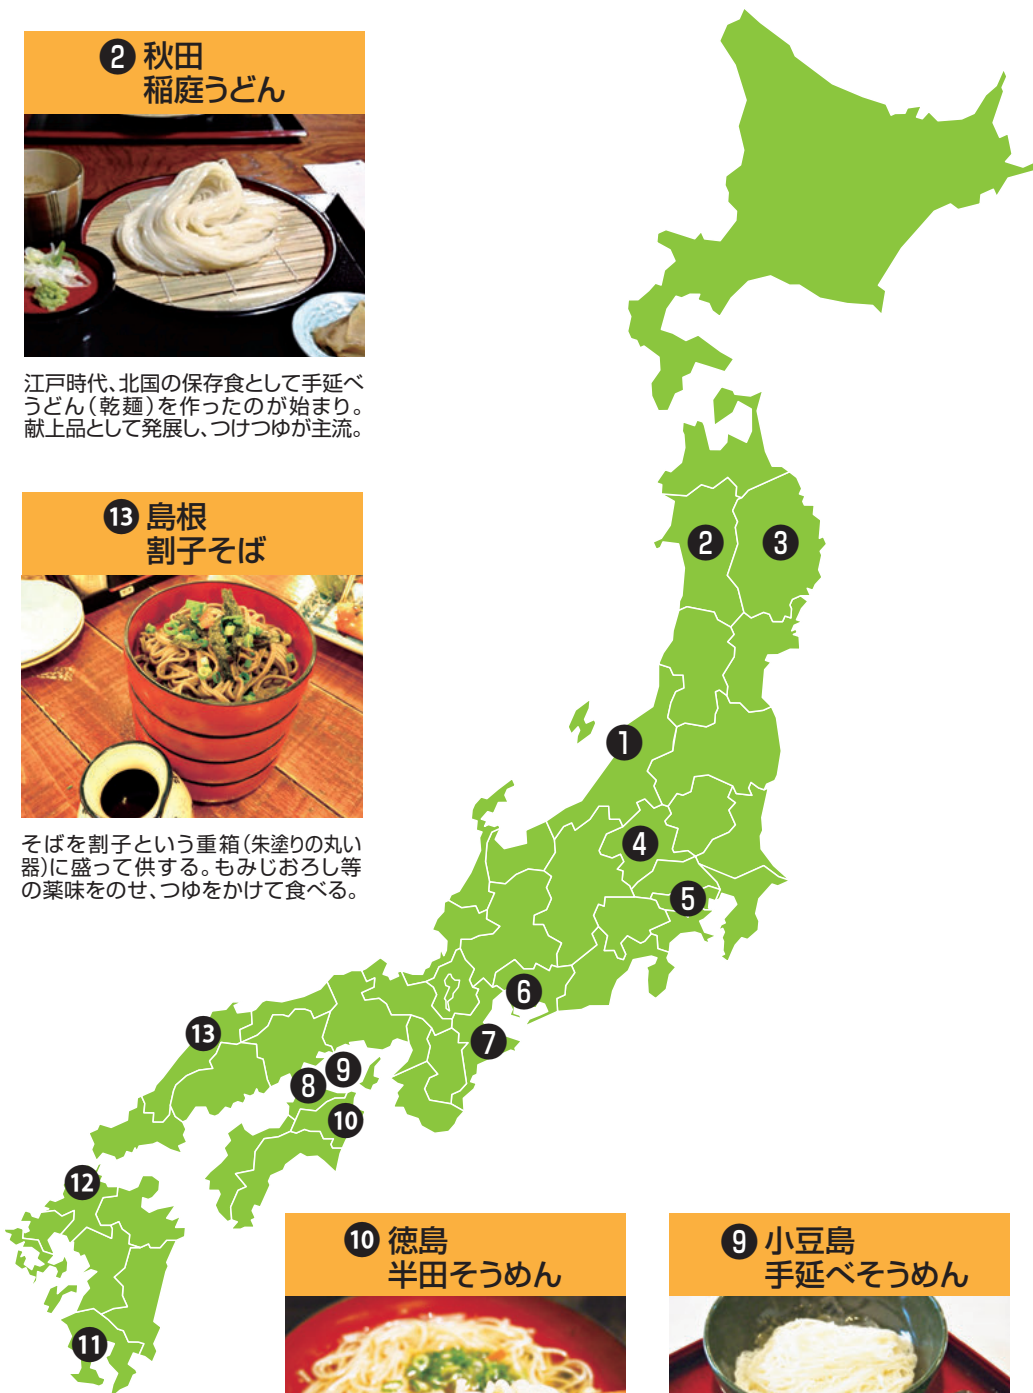 ❷ 秋田
稲庭うどん
江戸時代、北国の保存食として手延べ
うどん（乾麺）を作ったのが始まり。
献上品として発展し、つけつゆが主流。
⓭ 島根
割子そば
そばを割子という重箱（朱塗りの丸い
器）に盛って供する。もみじおろし等
の薬味をのせ、つゆをかけて食べる。
❷
❸
❶
❹
❺
❻
❼
⓭
❾
❽
❿
⓬
⓫
❿ 徳島
半田そうめん
❾ 小豆島
手延べそうめん